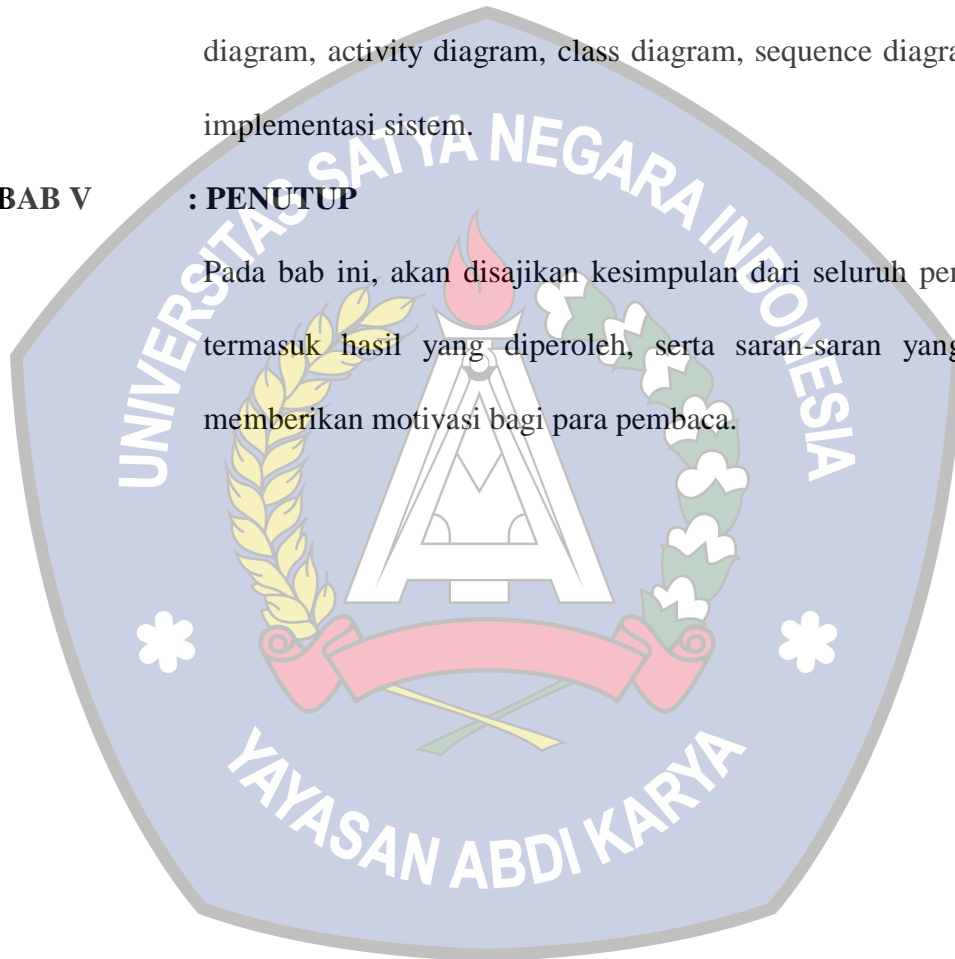 diagram, activity diagram, class diagram, sequence
implementasi sistem.
BAB V : PENUTUP
Pada bab ini, akan disajikan kesimpulan dari seluruh
termasuk hasil yang diperoleh, serta saran-saran yang
memberikan motivasi bagi para pembaca.
UNIVERSITAS SATYA NEGARA INDONESIA
YAYASAN ABDI KARYA